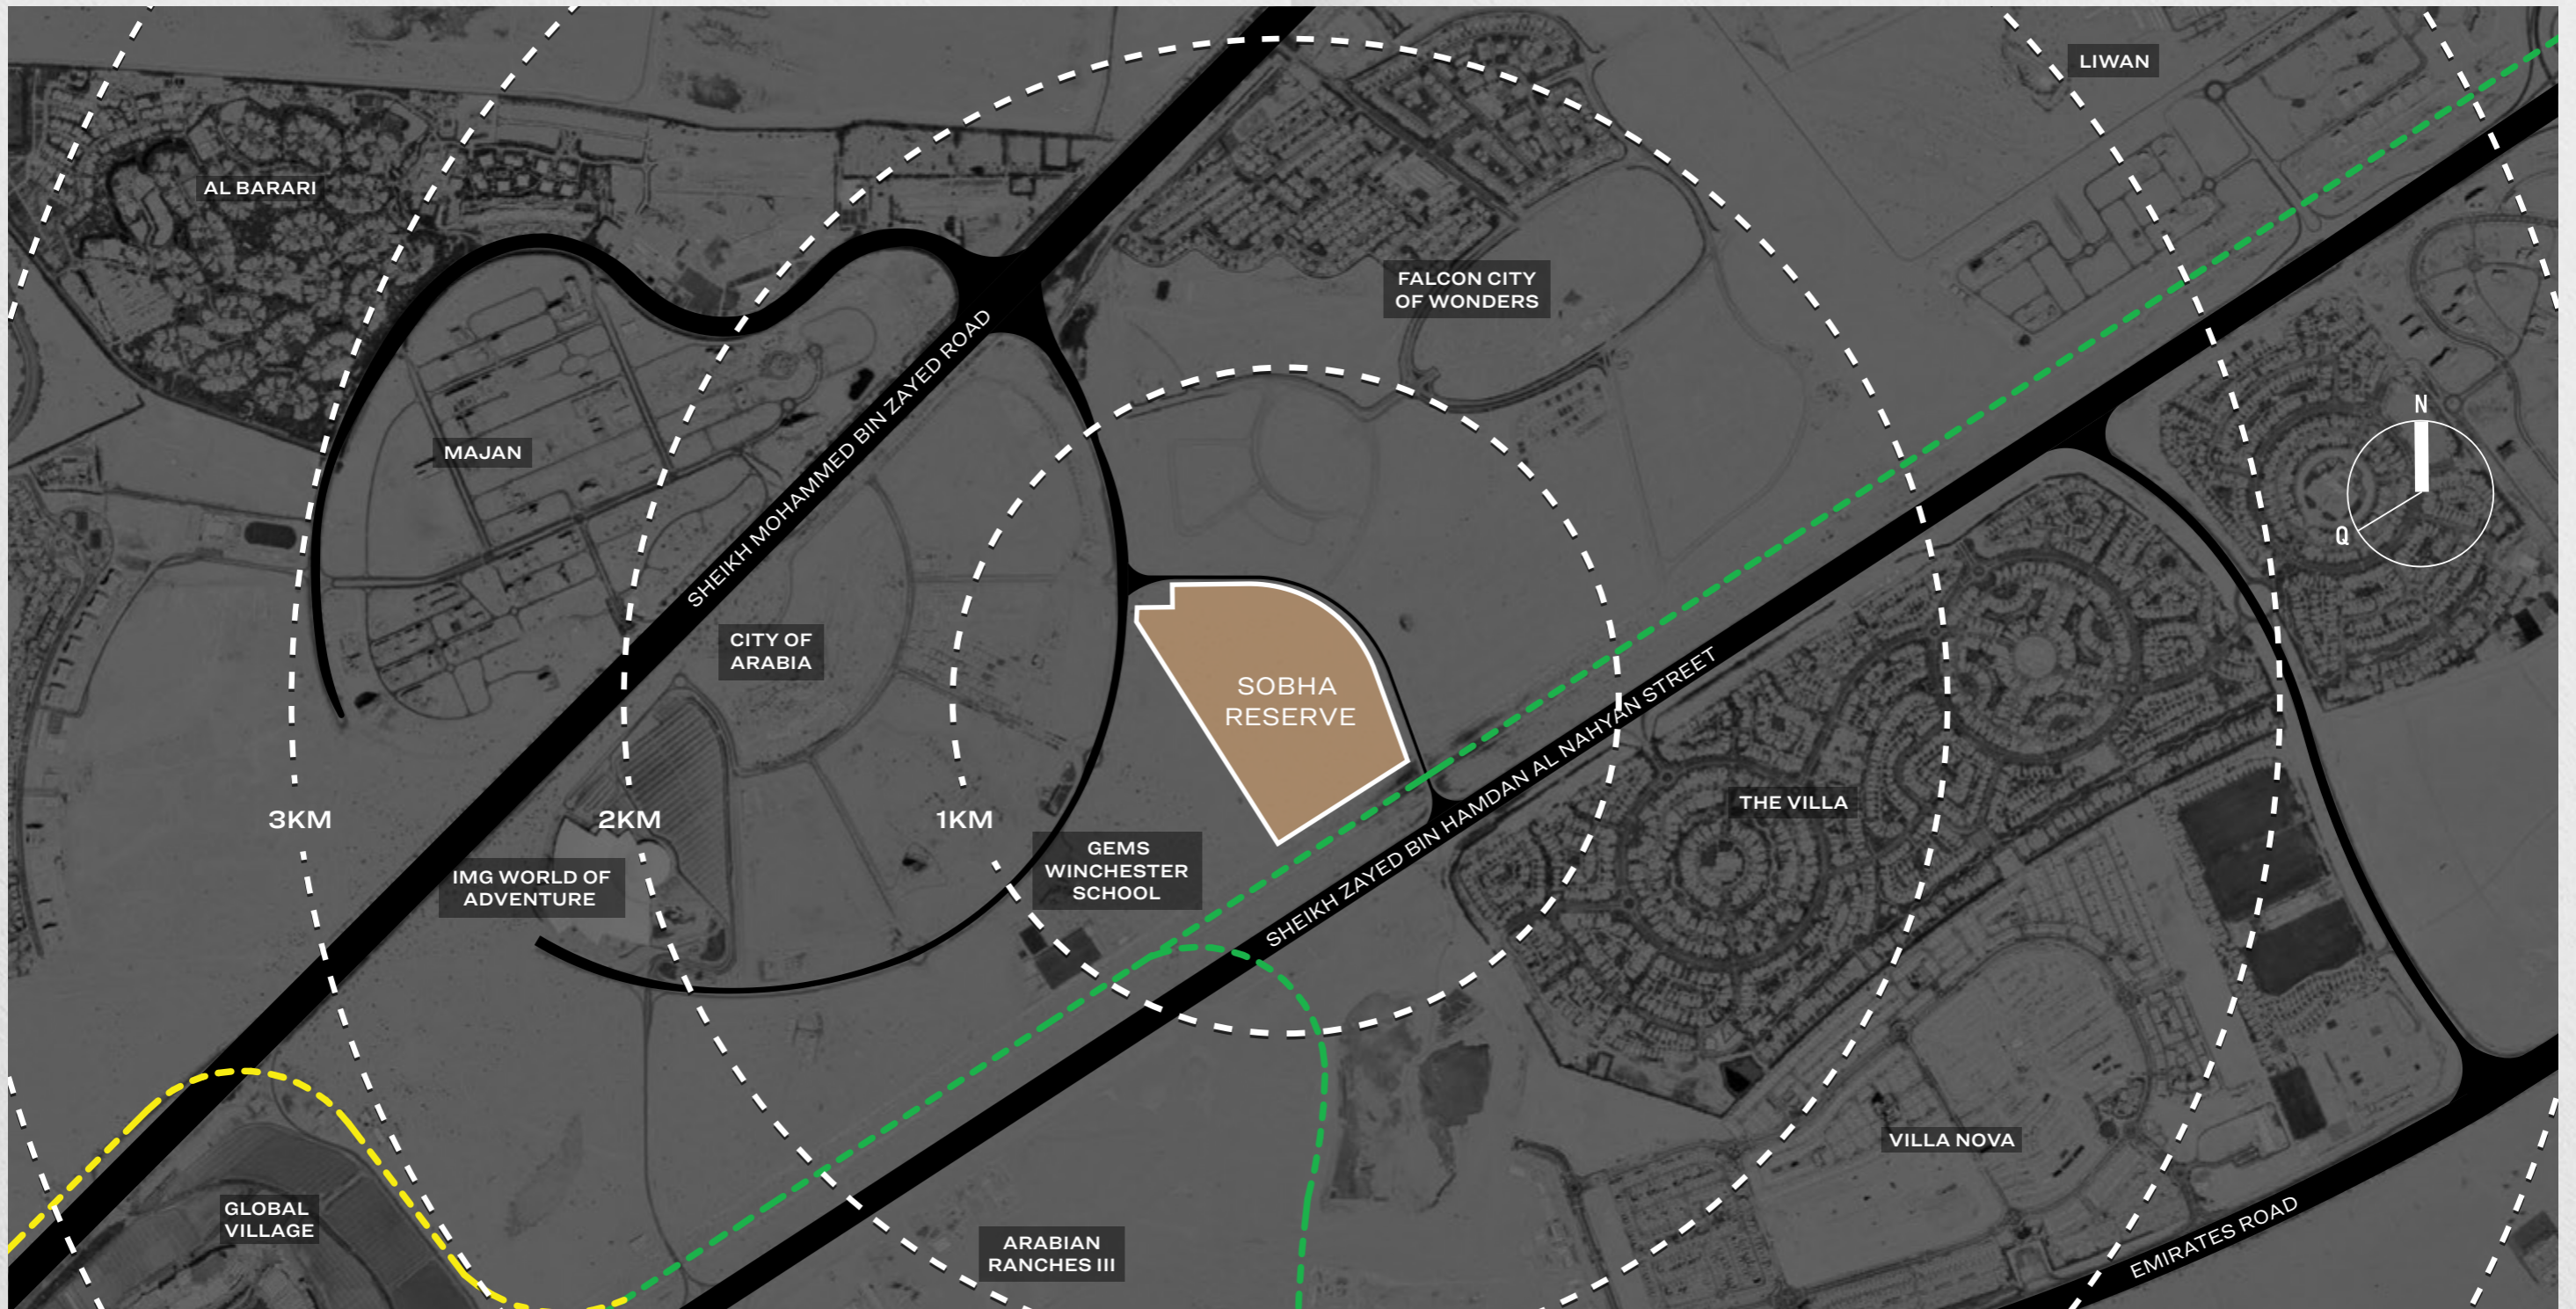 LIWAN
AL BARARI
FALCON CITY
OF WONDERS
N
Q
MAJAN
SHEIKH MOHAMMED BIN ZAYED ROAD
CITY OF
ARABIA
SOBHA
RESERVE
SHEIKH ZAYED BIN HAMDAN AL NAHYAN STREET
THE VILLA
3KM
2KM
1KM
GEMS
WINCHESTER
SCHOOL
IMG WORLD OF
ADVENTURE
VILLA NOVA
GLOBAL
VILLAGE
ARABIAN
RANCHES III
EMIRATES ROAD